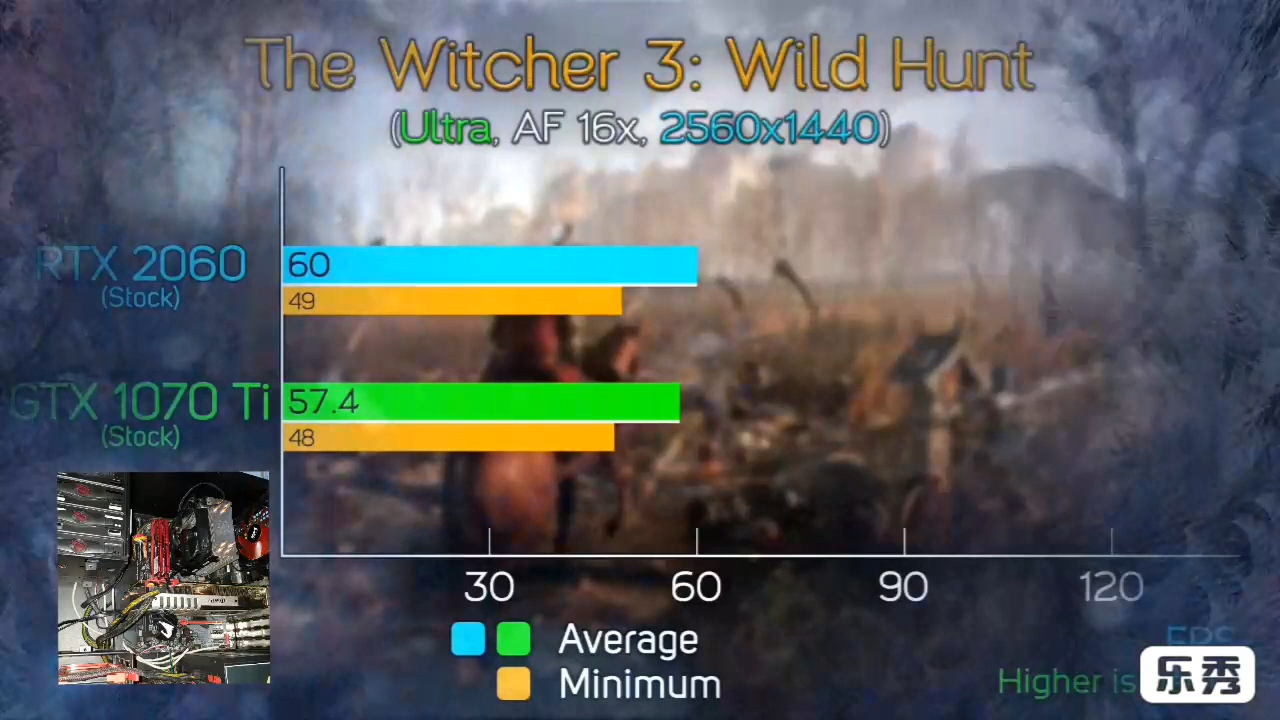 The Witcher 3: Wild Hunt
(Ultra, AF 16x, 2560x1440)
RTX 2060
60
(Stock)
49
GTX 1070 Ti
57.4
(Stock)
48
30
60
90
120
Average
Minimum
FPS
Higher is
乐秀